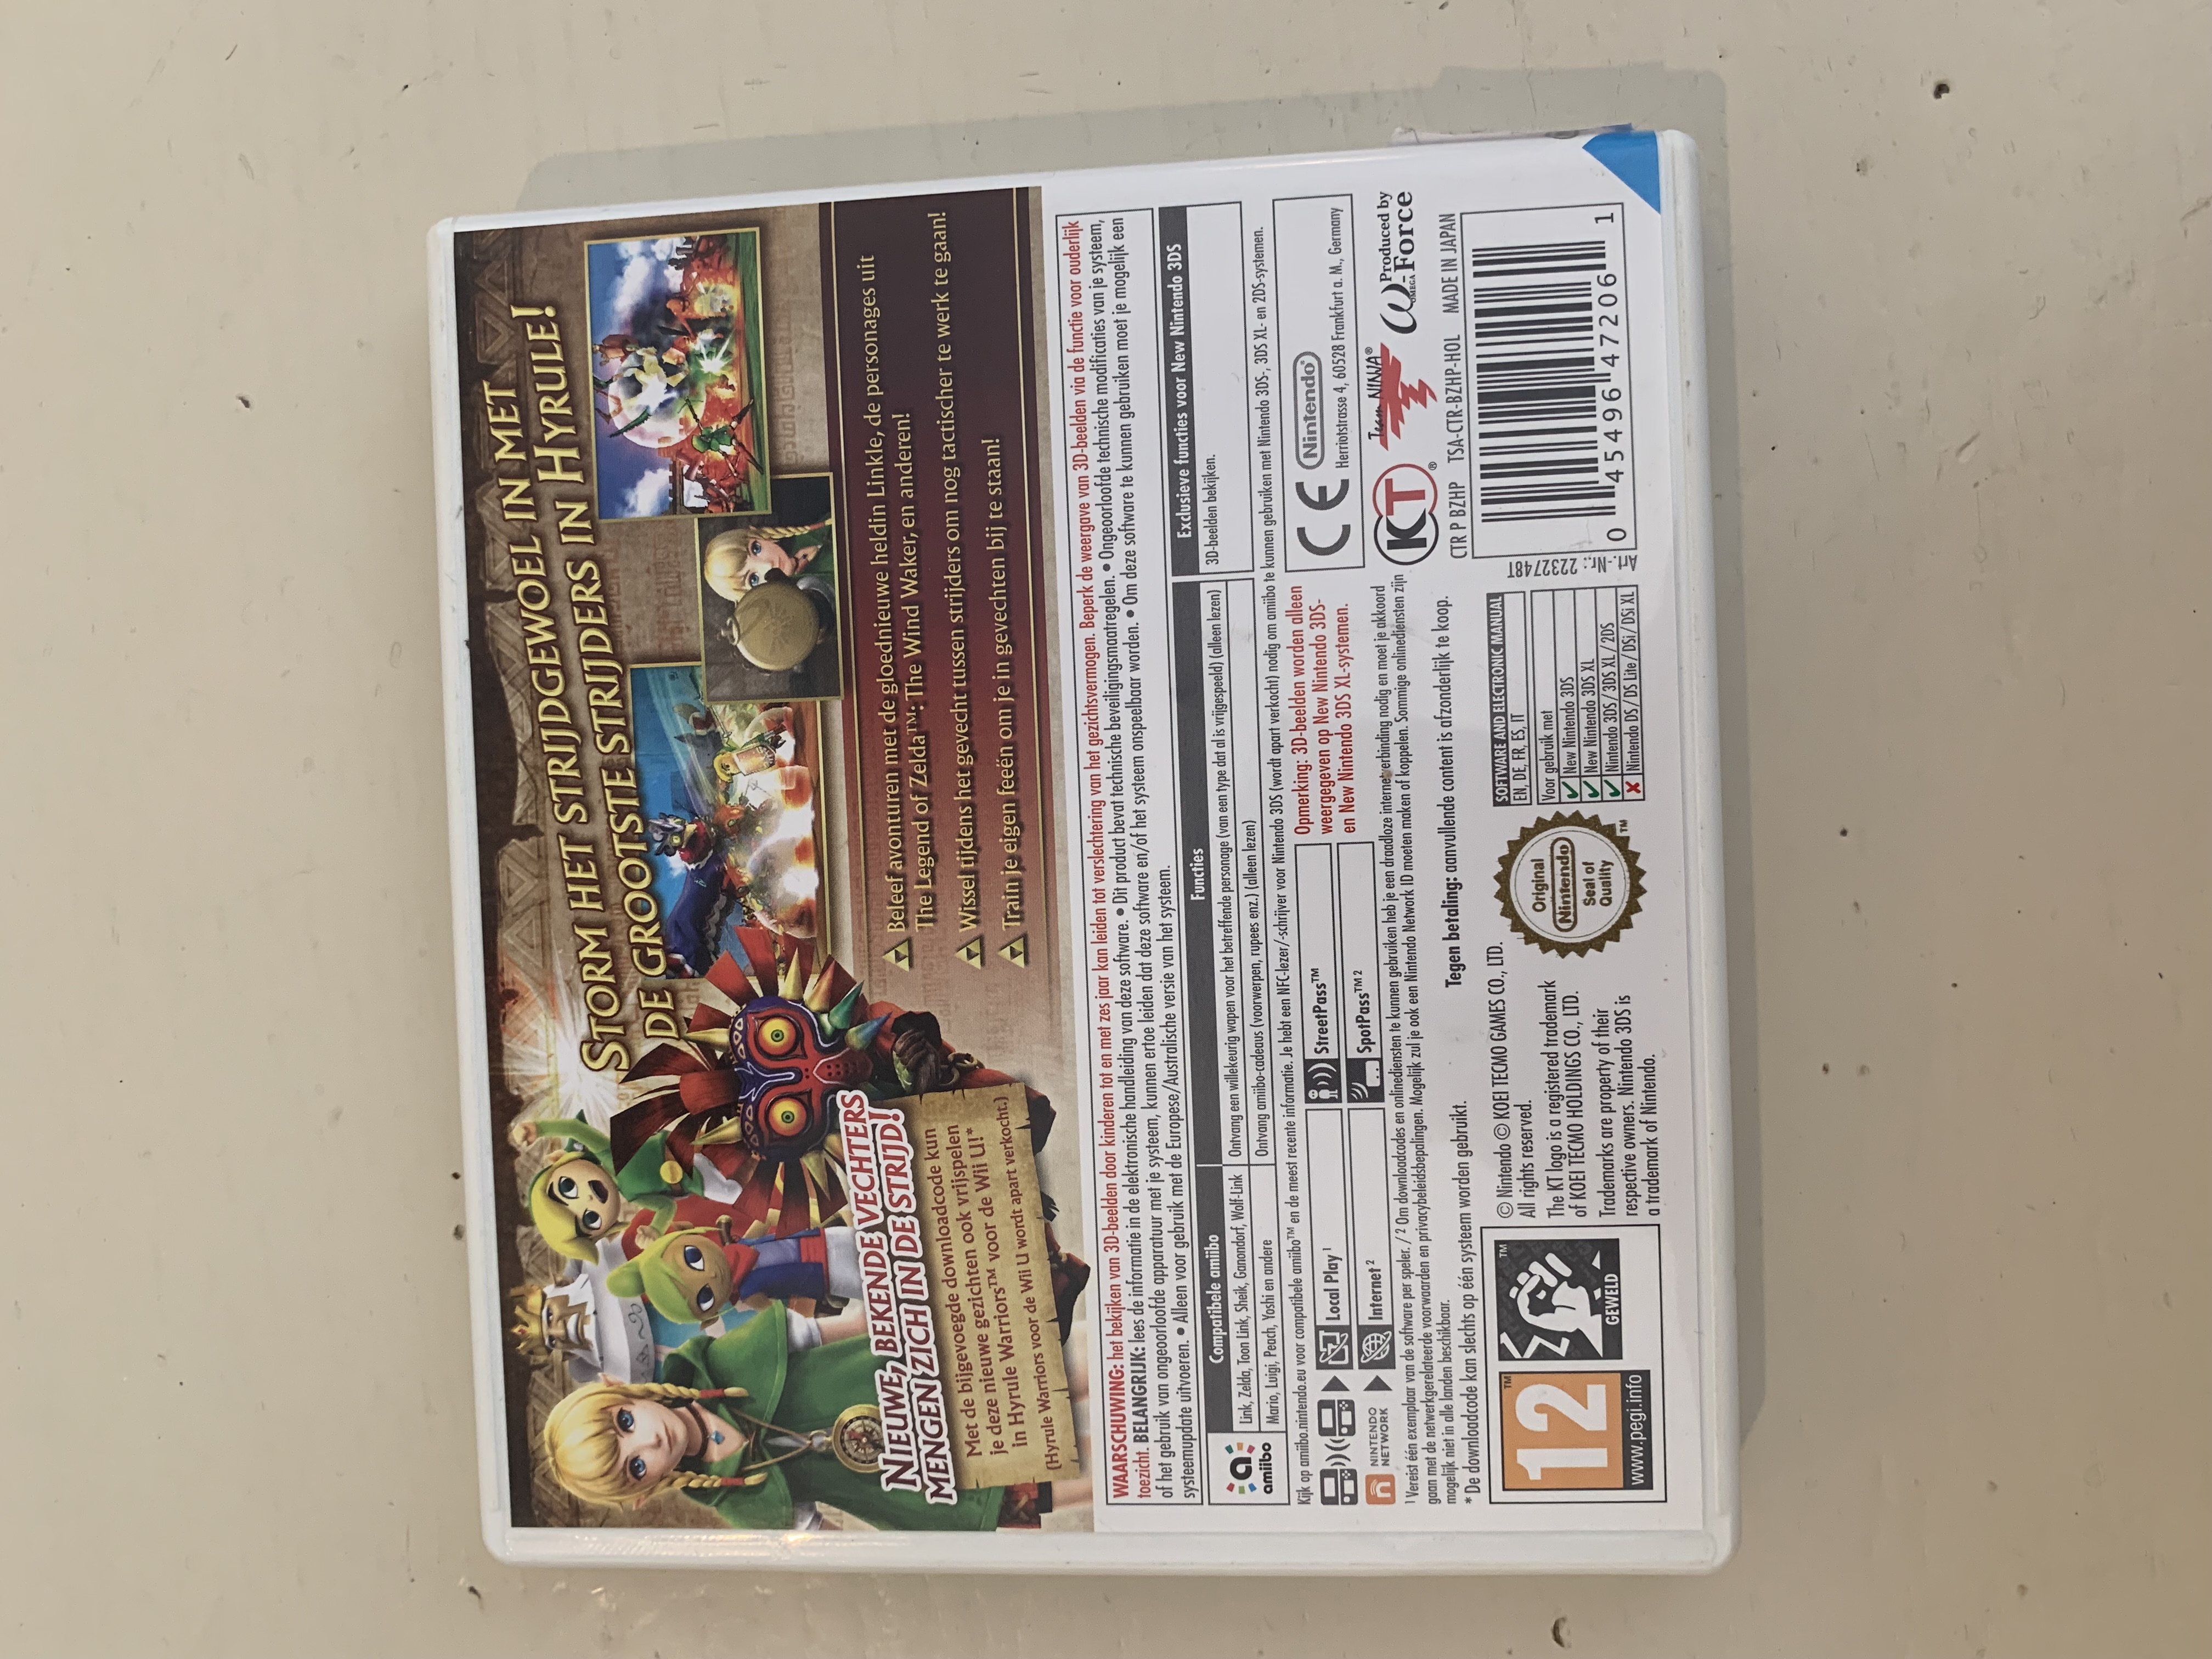 STORM HET STRIJDGEWOEL IN MET
DE GROOTSTE STRIJDERS IN HYRULE!
NIEUWE, BEKENDE VECHTERS
MENGEN ZICH IN DE STRIJD!
Met de bijgevoegde downloadcode kun
je deze nieuwe gezichten ook vrijspelen
in Hyrule Warriors™ voor de Wii U!*
(Hyrule Warriors voor de Wii U wordt apart verkocht.)
Beleef avonturen met de gloednieuwe heldin Linkle, de personages uit
The Legend of Zelda™: The Wind Waker, en anderen!
Wissel tijdens het gevecht tussen strijders om nog tactischer te werk te gaan!
Train je eigen feeën om je in gevechten bij te staan!
WAARSCHUWING: het bekijken van 3D-beelden door kinderen tot en met zes jaar kan leiden tot verslechtering van het gezichtsvermogen. Beperk de weergave van 3D-beelden via de functie voor ouderlijk
toezicht. BELANGRIJK: lees de informatie in de elektronische handleiding van deze software. • Dit product bevat technische beveiligingsmaatregelen. • Ongeoorloofde technische modificaties van je systeem,
of het gebruik van ongeoorloofde apparatuur met je systeem, kunnen ertoe leiden dat deze software en/of het systeem onspeelbaar worden. • Om deze software te kunnen gebruiken moet je mogelijk een
systeemupdate uitvoeren. • Alleen voor gebruik met de Europese/Australische versie van het systeem.
amiibo
Compatibele amiibo
Functies
Link, Zelda, Toon Link, Sheik, Ganondorf, Wolf-Link
Ontvang een willekeurig wapen voor het betreffende personage (van een type dat al is vrijgespeeld) (alleen lezen)
Mario, Luigi, Peach, Yoshi en andere
Ontvang amiibo-cadeaus (voorwerpen, rupees enz.) (alleen lezen)
Exclusieve functies voor New Nintendo 3DS
3D-beelden bekijken.
Kijk op amiibo.nintendo.eu voor compatibele amiibo™ en de meest recente informatie. Je hebt een NFC-lezer/-schrijver voor Nintendo 3DS (wordt apart verkocht) nodig om amiibo te kunnen gebruiken met Nintendo 3DS-, 3DS XL- en 2DS-systemen.
Local Play 1
StreetPass™
NINTENDO
NETWORK
Internet 2
SpotPass™ 2
Opmerking: 3D-beelden worden alleen
weergegeven op New Nintendo 3DS-
en New Nintendo 3DS XL-systemen.
CE
Nintendo®
Herriotstrasse 4, 60528 Frankfurt a. M., Germany
1 Vereist één exemplaar van de software per speler. / 2 Om downloadcodes en onlinediensten te kunnen gebruiken heb je een draadloze internetverbinding nodig en moet je akkoord
gaan met de netwerkgerelateerde voorwaarden en privacybeleidsbepalingen. Mogelijk zul je ook een Nintendo Network ID moeten maken of koppelen. Sommige onlinediensten zijn
mogelijk niet in alle landen beschikbaar.
* De downloadcode kan slechts op één systeem worden gebruikt.
Tegen betaling: aanvullende content is afzonderlijk te koop.
KT®
Team NINJA®
Produced by
ω-Force
OMEGA
CTR P BZHP TSA-CTR-BZHP-HOL MADE IN JAPAN
12
™
www.pegi.info
™
GEWELD
© Nintendo © KOEI TECMO GAMES CO., LTD.
All rights reserved.
The KT logo is a registered trademark
of KOEI TECMO HOLDINGS CO., LTD.
Trademarks are property of their
respective owners. Nintendo 3DS is
a trademark of Nintendo.
Original
Nintendo
Seal of
Quality
™
SOFTWARE AND ELECTRONIC MANUAL
EN, DE, FR, ES, IT
Voor gebruik met
New Nintendo 3DS
New Nintendo 3DS XL
Nintendo 3DS / 3DS XL / 2DS
Nintendo DS / DS Lite / DSi / DSi XL
Art.-Nr.: 2232748T
0 45496 47206 1